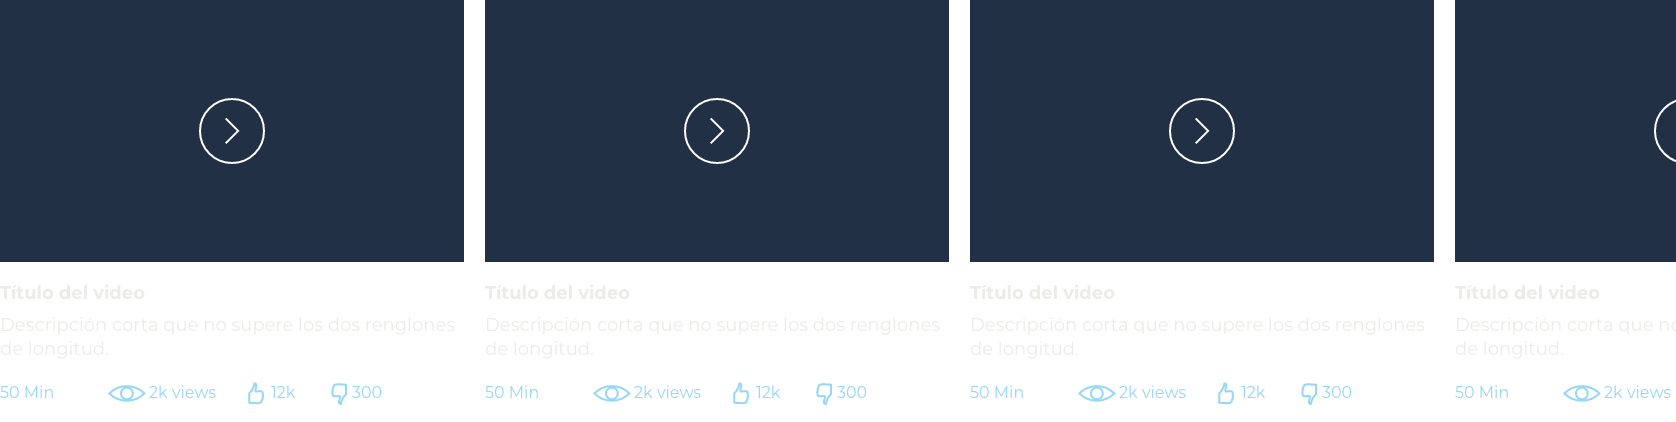 Título del video
Descripción corta que no supere los dos renglones
de longitud.
50 Min 2k views 12k 300
Título del video
Descripción corta que no supere los dos renglones
de longitud.
50 Min 2k views 12k 300
Título del video
Descripción corta que no supere los dos renglones
de longitud.
50 Min 2k views 12k 300
Título del video
Descripción corta que
de longitud.
50 Min 2k views